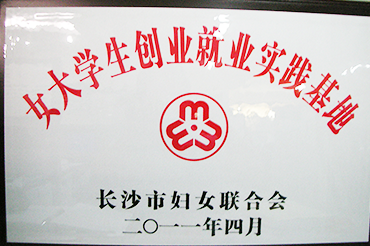 女大学生创业就业实践基地
长沙市妇女联合会
二〇一一年四月